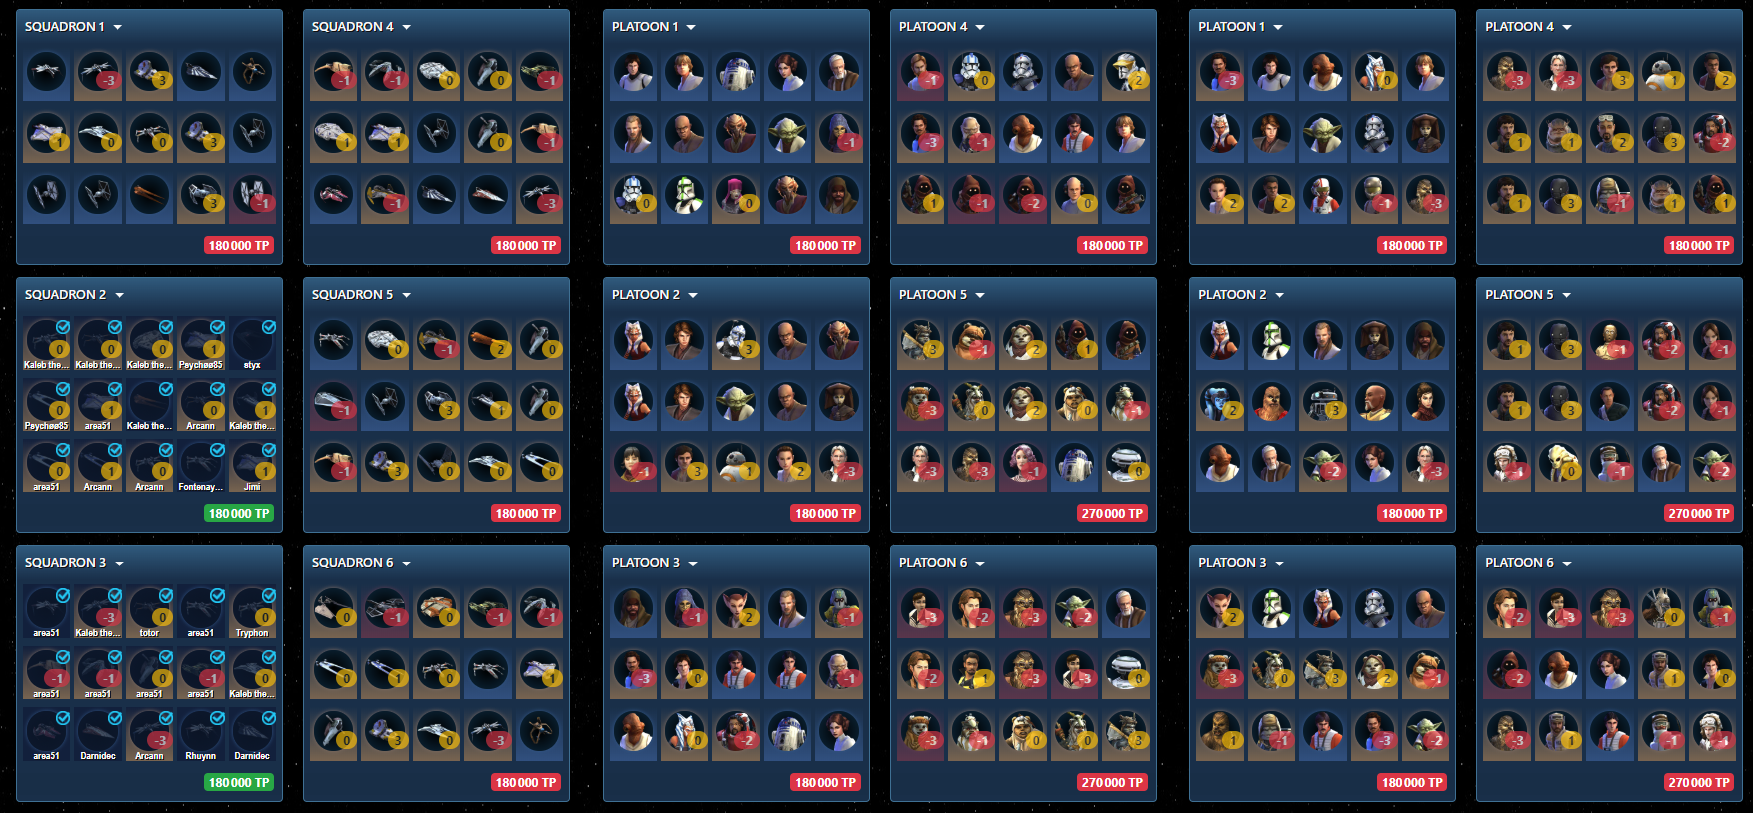 SQUADRON 1
-3 3
1 0 0 3
3 -1
180 000 TP
SQUADRON 4
-1 -1 0 0 -1
1 1 0 -1
-1 -3
180 000 TP
PLATOON 1
-1
0 0
180 000 TP
PLATOON 4
-1 0 2
-3 -1
1 -1 -2 0
180 000 TP
PLATOON 1
-3 0
2 2 -1 -3
180 000 TP
PLATOON 4
-3 -3 3 1 2
1 1 2 3 -2
1 3 -1 1 1
180 000 TP
SQUADRON 2
0 0 0 1
Kaleb the... Kaleb the... Kaleb the... Psychøø85 styx
0 1 0 1
Psychøø85 area51 Kaleb the... Arcann Kaleb the...
0 1 0 1
area51 Arcann Arcann Fontenay... Jimi
180 000 TP
SQUADRON 5
0 -1 2 0
-1 3 1 0
-1 3 0 0 0
180 000 TP
PLATOON 2
3
-1 3 1 2 -3
180 000 TP
PLATOON 5
3 -1 2 1
-3 0 2 0 -1
-3 -3 -1 0
270 000 TP
PLATOON 2
2 3
-2 -3
180 000 TP
PLATOON 5
1 3 -1 -2 -1
1 3 -2 -1
-1 0 -1 -2
270 000 TP
SQUADRON 3
-3 0 0
area51 Kaleb the... totor area51 Tryphon
-1 -1 0 -1 0
area51 area51 area51 area51 Kaleb the...
-3
area51 Darnidec Arcann Rhuynn Darnidec
180 000 TP
SQUADRON 6
0 -1 0 -1 -1
0 1 0 1
0 3 0 -3
180 000 TP
PLATOON 3
-1 2 -1
-3 0 -1
0 -2
180 000 TP
PLATOON 6
-3 -2 -3 -2
-2 1 -3 -3 0
-3 -1 0 0 3
270 000 TP
PLATOON 3
2
-3 0 3 2 -1
1 -1 -3 -2
180 000 TP
PLATOON 6
-2 -3 -3 0 -1
-2 1 0
-3 1 -1 -1
270 000 TP